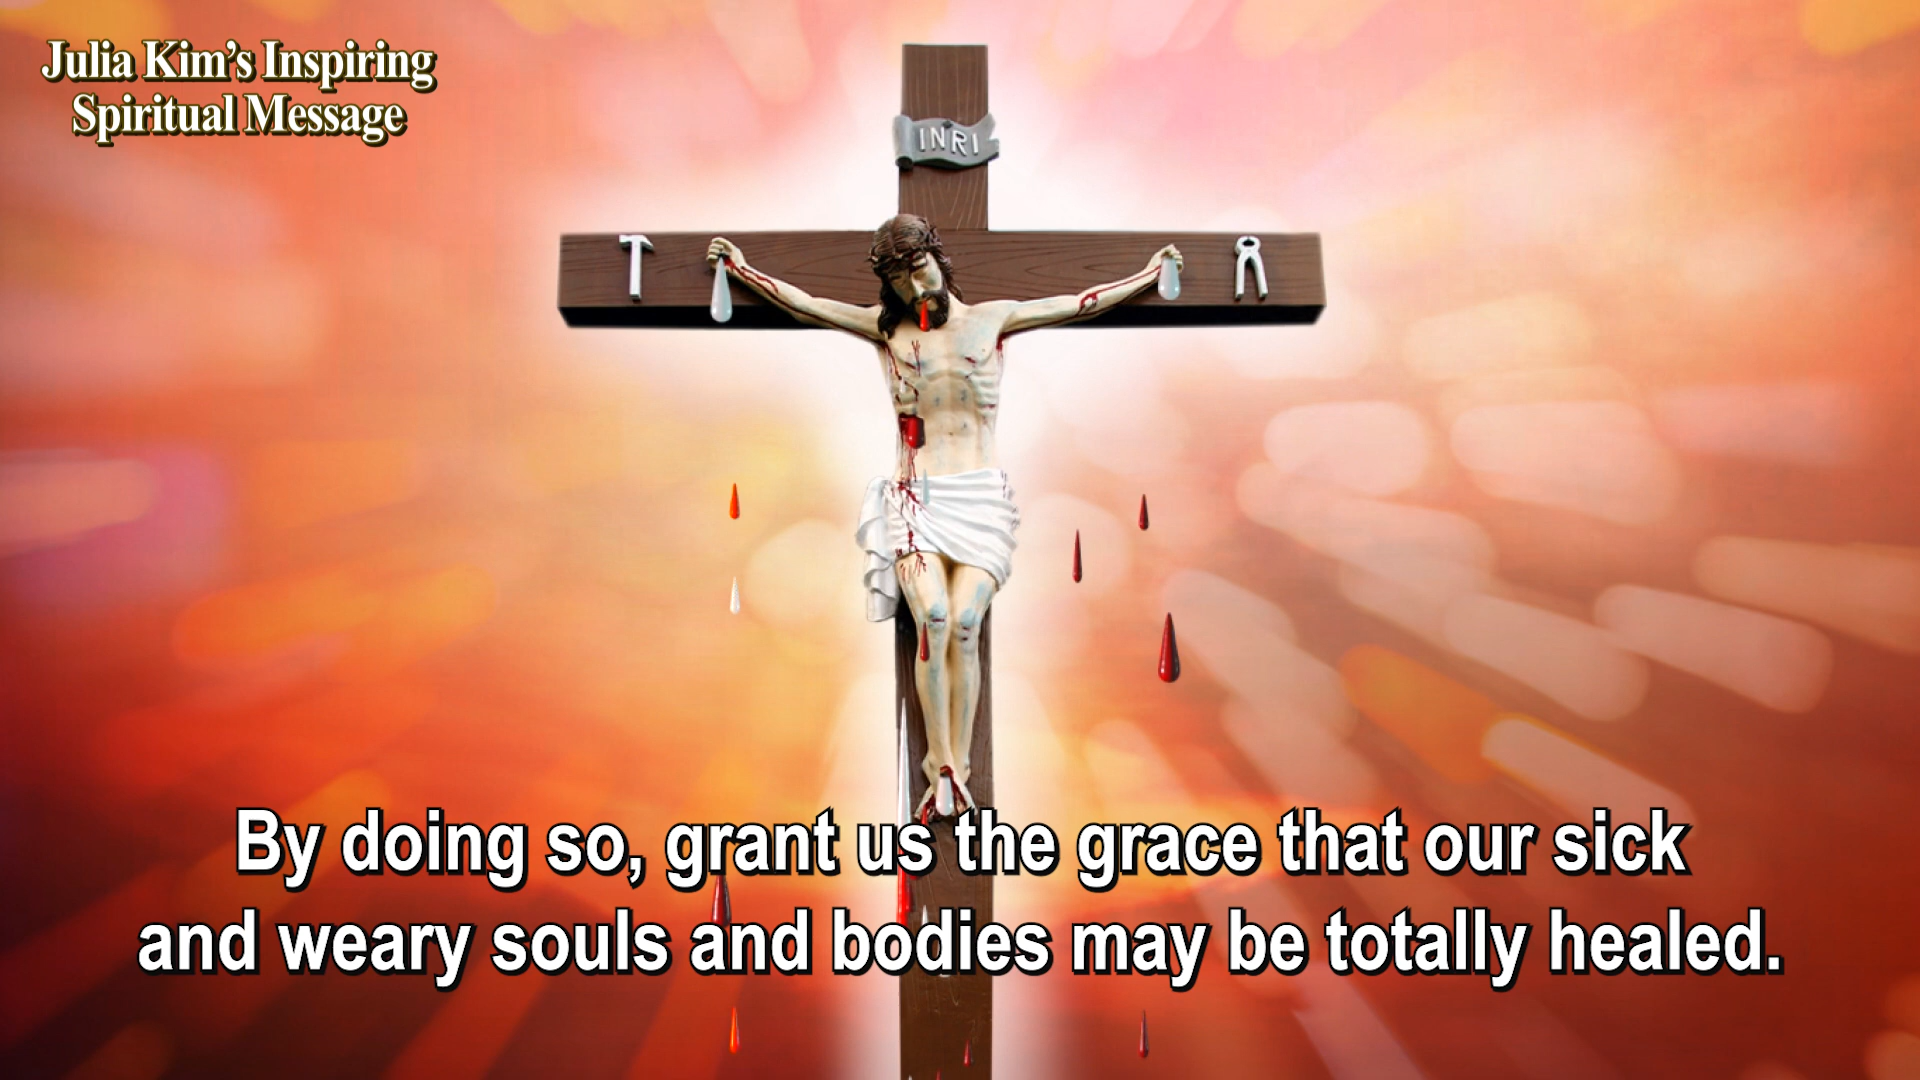 Julia Kim's Inspiring
Spiritual Message
INRI
By doing so, grant us the grace that our sick
and weary souls and bodies may be totally healed.